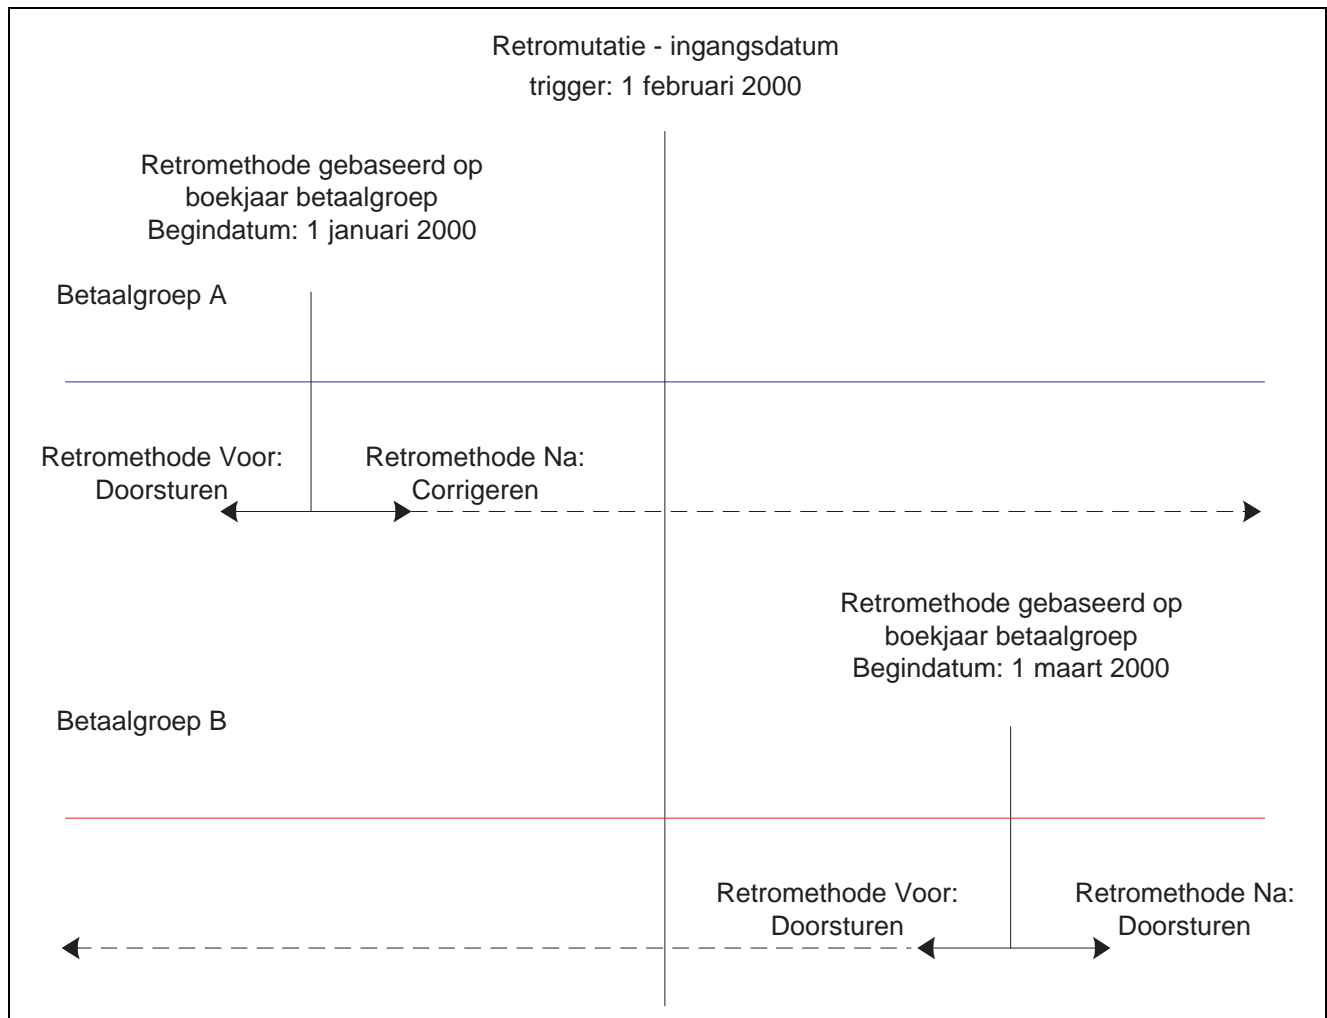 Retromutatie - ingangsdatum
trigger: 1 februari 2000
Retromethode gebaseerd op
boekjaar betaalgroep
Begindatum: 1 januari 2000
Betaalgroep A
Retromethode Voor:
Doorsturen
Retromethode Na:
Corrigeren
Retromethode gebaseerd op
boekjaar betaalgroep
Begindatum: 1 maart 2000
Betaalgroep B
Retromethode Voor:
Doorsturen
Retromethode Na:
Doorsturen